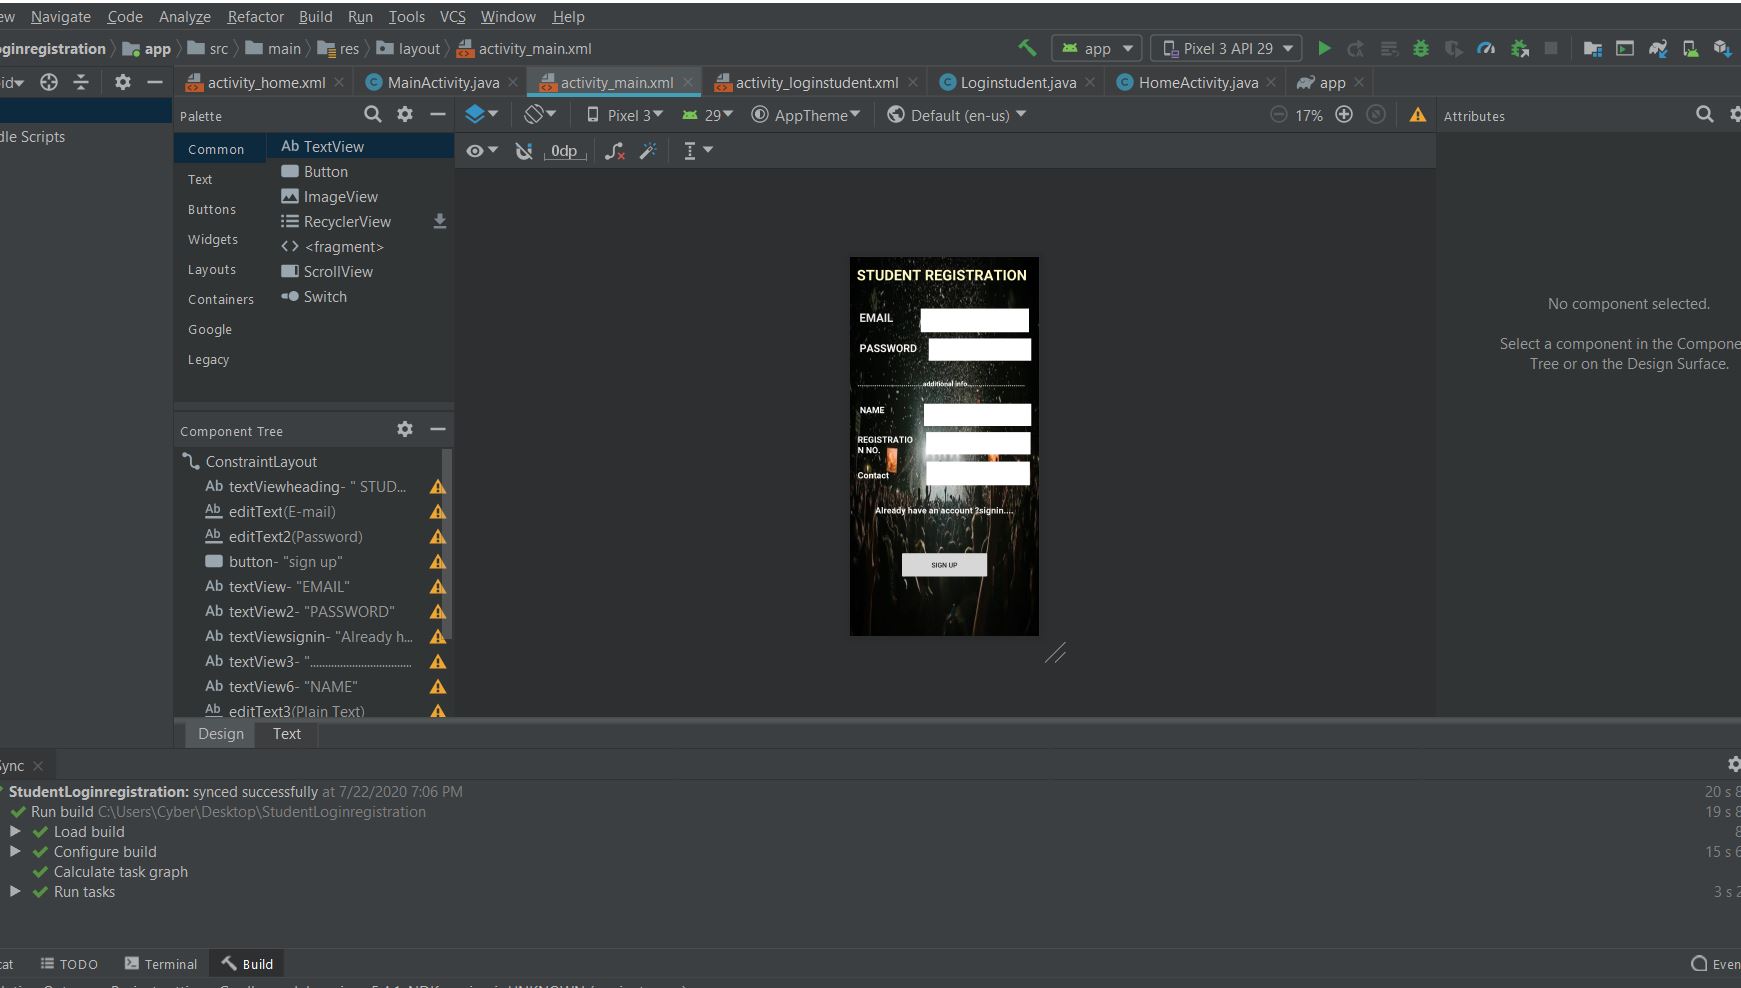 ew Navigate Code Analyze Refactor Build Run Tools VCS Window Help
oginregistration app src main res layout activity_main.xml app Pixel 3 API 29
id activity_home.xml MainActivity.java activity_main.xml activity_loginstudent.xml Loginstudent.java HomeActivity.java app
Palette Pixel 3 29 AppTheme Default (en-us) 17% Attributes
dle Scripts
0dp
Common
Text
Buttons
Widgets
Layouts
Containers
Google
Legacy
Ab TextView
Button
ImageView
RecyclerView
<fragment>
ScrollView
Switch
STUDENT REGISTRATION
EMAIL
PASSWORD
additional info
NAME
REGISTRATIO
N NO.
Contact
Already have an account ?signin....
SIGN UP
No component selected.
Select a component in the Compone
Tree or on the Design Surface.
Component Tree
ConstraintLayout
Ab textViewheading- " STUD...
Ab editText(E-mail)
Ab editText2(Password)
button- "sign up"
Ab textView- "EMAIL"
Ab textView2- "PASSWORD"
Ab textViewsignin- "Already h...
Ab textView3- "..................................
Ab textView6- "NAME"
Ab editText3(Plain Text)
Design Text
Sync
StudentLoginregistration: synced successfully at 7/22/2020 7:06 PM 20 s 8
Run build C:\Users\Cyber\Desktop\StudentLoginregistration 19 s 8
Load build 8
Configure build 15 s 6
Calculate task graph
Run tasks 3 s 2
cat TODO Terminal Build Even